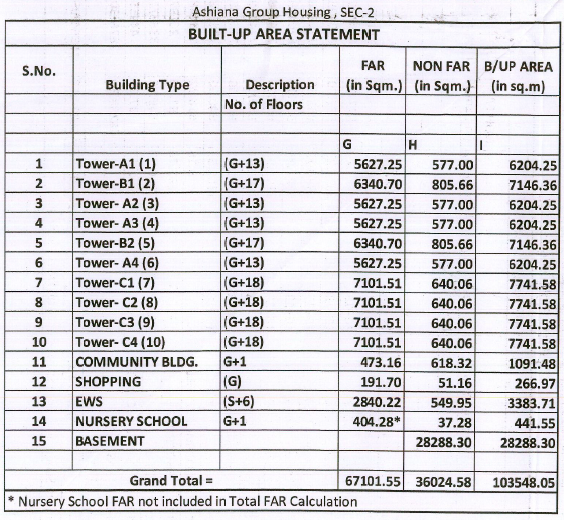 Ashiana Group Housing , SEC-2
BUILT-UP AREA STATEMENT
S.No. Building Type Description FAR (in Sqm.) NON FAR (in Sqm.) B/UP AREA (in sq.m)
No. of Floors
G H I
1 Tower-A1 (1) (G+13) 5627.25 577.00 6204.25
2 Tower-B1 (2) (G+17) 6340.70 805.66 7146.36
3 Tower- A2 (3) (G+13) 5627.25 577.00 6204.25
4 Tower- A3 (4) (G+13) 5627.25 577.00 6204.25
5 Tower-B2 (5) (G+17) 6340.70 805.66 7146.36
6 Tower- A4 (6) (G+13) 5627.25 577.00 6204.25
7 Tower-C1 (7) (G+18) 7101.51 640.06 7741.58
8 Tower- C2 (8) (G+18) 7101.51 640.06 7741.58
9 Tower-C3 (9) (G+18) 7101.51 640.06 7741.58
10 Tower- C4 (10) (G+18) 7101.51 640.06 7741.58
11 COMMUNITY BLDG. G+1 473.16 618.32 1091.48
12 SHOPPING (G) 191.70 51.16 266.97
13 EWS (S+6) 2840.22 549.95 3383.71
14 NURSERY SCHOOL G+1 404.28* 37.28 441.55
15 BASEMENT 28288.30 28288.30
Grand Total = 67101.55 36024.58 103548.05
* Nursery School FAR not included in Total FAR Calculation